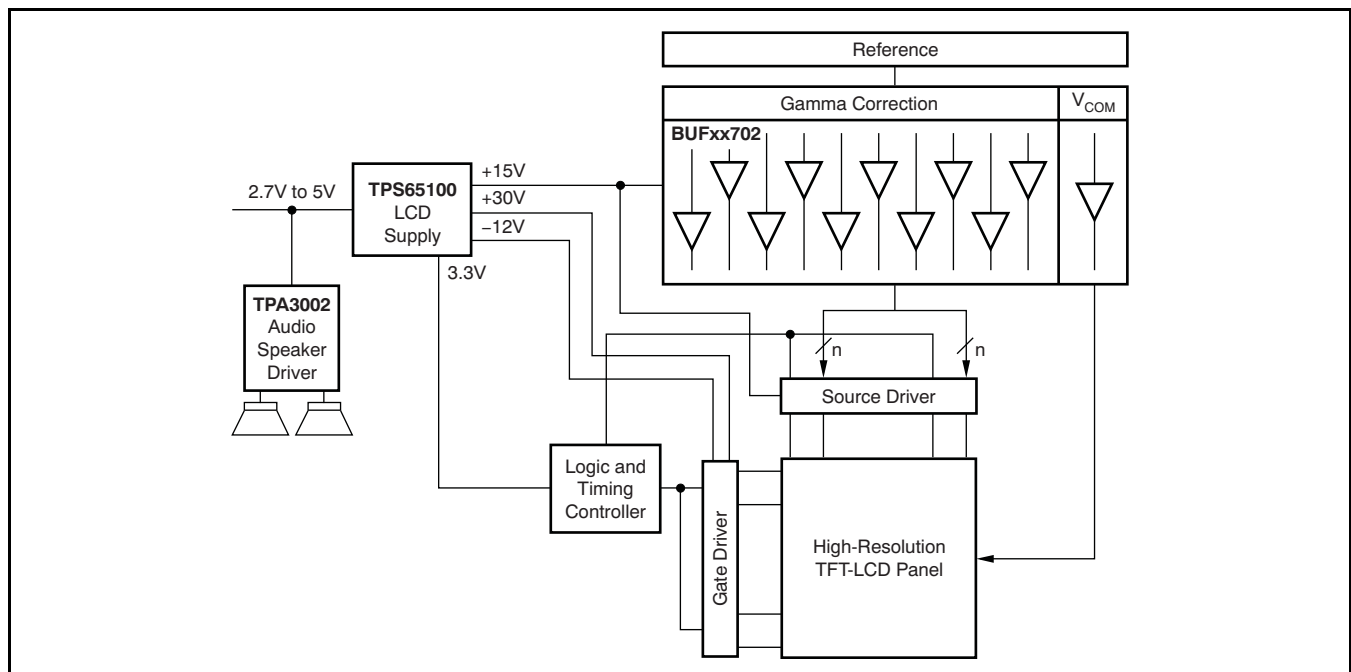 Reference
Gamma Correction
VCOM
BUFxx702
+15V
+30V
−12V
3.3V
2.7V to 5V
TPS65100
LCD
Supply
TPA3002
Audio
Speaker
Driver
n
n
Source Driver
Logic and
Timing
Controller
Gate Driver
High-Resolution
TFT-LCD Panel